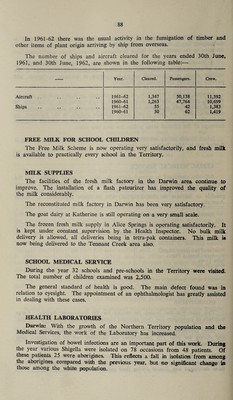 88
In 1961-62 there was the usual activity in the fumigation of timber and
other items of plant origin arriving by ship from overseas.
The number of ships and aircraft cleared for the years ended 30th June,
1961, and 30th June, 1962, are shown in the following table:—
— Year. Cleared. Passengers. Crew.
Aircraft .. .. .. 1961-62 1,347 50,158 11,592
1960-61 1,263 47,764 10,899
Ships .. .. .. .. 1961-62 35 42 1,383
1960-61 30 62 1,419
FREE MILK FOR SCHOOL CHILDREN
The Free Milk Scheme is now operating very satisfactorily, and fresh milk
is available to practically every school in the Territory.
MILK SUPPLIES
The facilities of the fresh milk factory in the Darwin area continue to
improve. The installation of a flash pateurizer has improved the quality of
the milk considerably.
The reconstituted milk factory in Darwin has been very satisfactory.
The goat dairy at Katherine is still operating on a very small scale.
The frozen fresh milk supply in Alice Springs is operating satisfactorily. It
is kept under constant supervision by the Health Inspector. No bulk milk
delivery is allowed, all deliveries being in tetra-pak containers. This milk is
now being delivered to the Tennant Creek area also.
SCHOOL MEDICAL SERVICE
During the year 32 schools and pre-schools in the Territory were visited.
The total number of children examined was 2,500.
The general standard of health is good. The main defect found was in
relation to eyesight. The appointment of an ophthalmologist has greatly assisted
in dealing with these cases.
HEALTH LABORATORIES
Darwin: With the growth of the Northern Territory population and the
Medical Services, the work of the Laboratory has increased.
Investigation of bowel infections are an important part of this work. During
the year various Shigella were isolated on 78 occasions from 48 patients. Of
these patients 25 were aborigines. This reflects a fall in isolation from among
the aborigines compared with the previous year, but no significant change in
those among the white population.